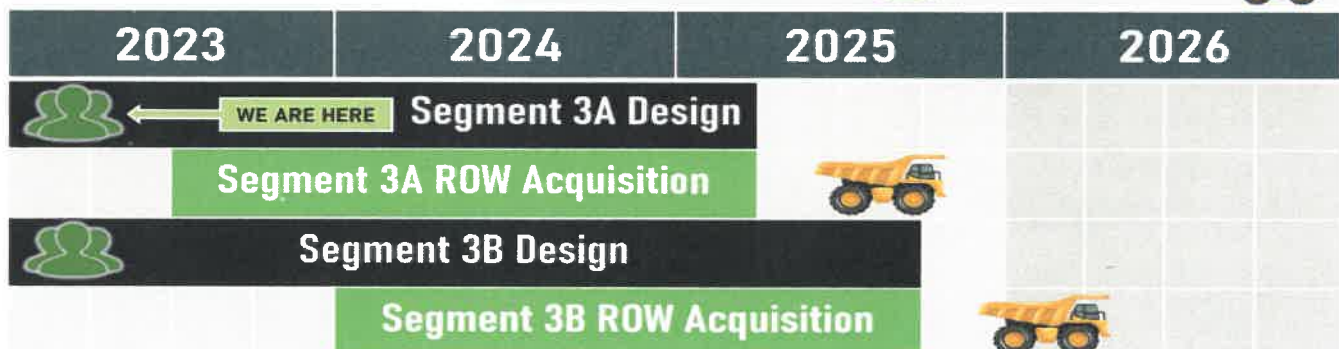 2023 2024 2025 2026
WE ARE HERE Segment 3A Design
Segment 3A ROW Acquisition
Segment 3B Design
Segment 3B ROW Acquisition